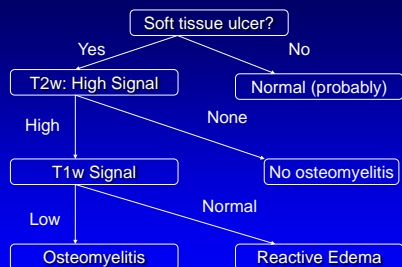 Soft tissue ulcer?
Yes
No
T2w: High Signal
Normal (probably)
High
None
T1w Signal
No osteomyelitis
Low
Normal
Osteomyelitis
Reactive Edema